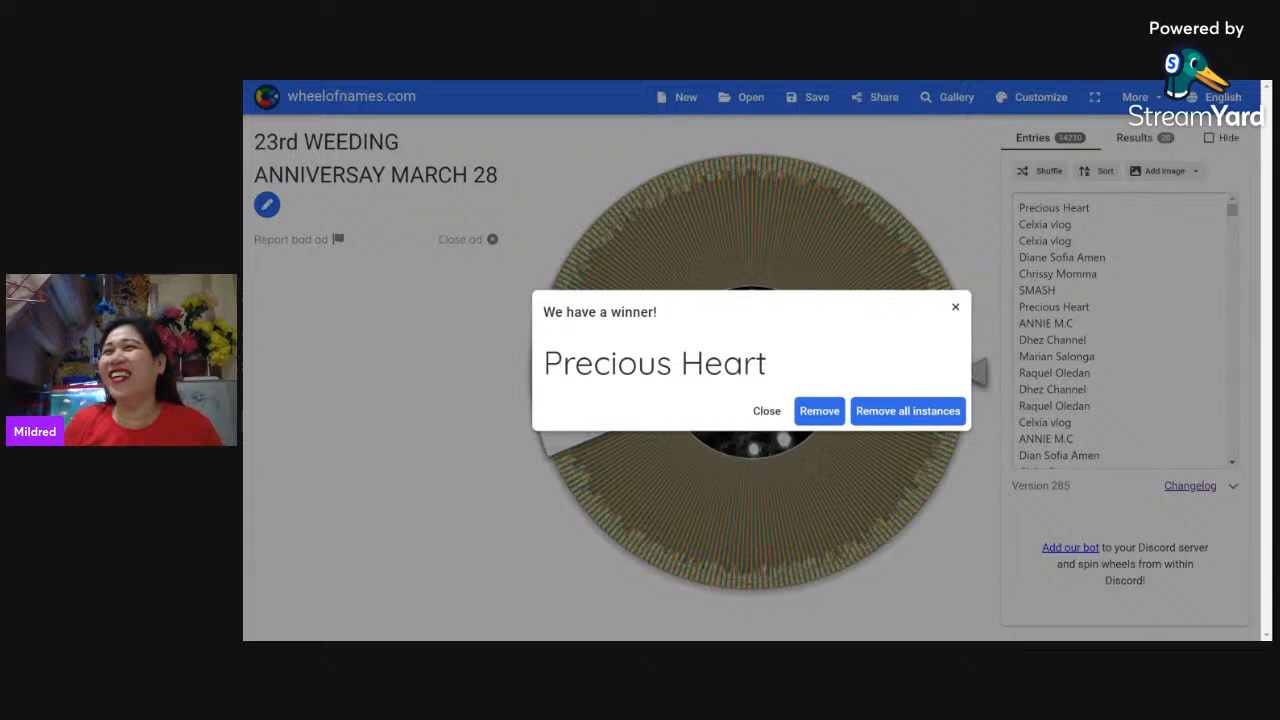 Powered by
StreamYard
wheelofnames.com
New
Open
Save
Share
Gallery
Customize
More
English
23rd WEEDING
ANNIVERSAY MARCH 28
Report bad ad
Close ad
Entries 14210
Results 20
Hide
Shuffle
Sort
Add image
Precious Heart
Celxia vlog
Celxia vlog
Diane Sofia Amen
Chrissy Momma
SMASH
Precious Heart
ANNIE M.C
Dhez Channel
Marian Salonga
Raquel Oledan
Dhez Channel
Raquel Oledan
Celxia vlog
ANNIE M.C
Dian Sofia Amen
We have a winner!
Precious Heart
Close
Remove
Remove all instances
Version 285
Changelog
Add our bot to your Discord server
and spin wheels from within
Discord!
Mildred